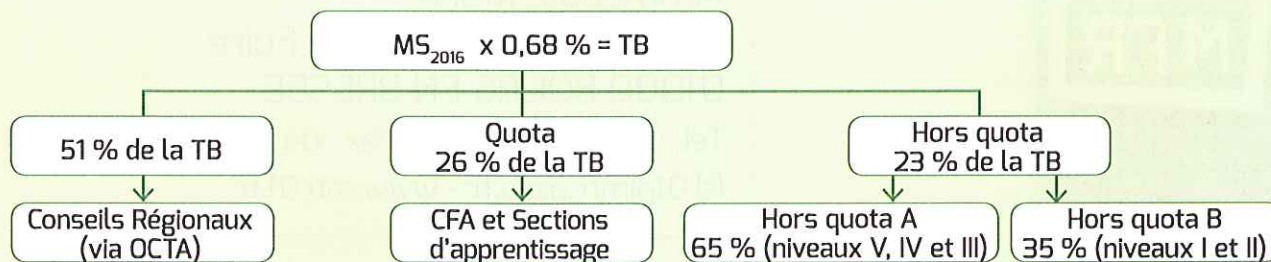 MS2016 x 0,68 % = TB
51 % de la TB
Quota
26 % de la TB
Hors quota
23 % de la TB
Conseils Régionaux
(via OCTA)
CFA et Sections
d'apprentissage
Hors quota A
65 % (niveaux V, IV et III)
Hors quota B
35 % (niveaux I et II)